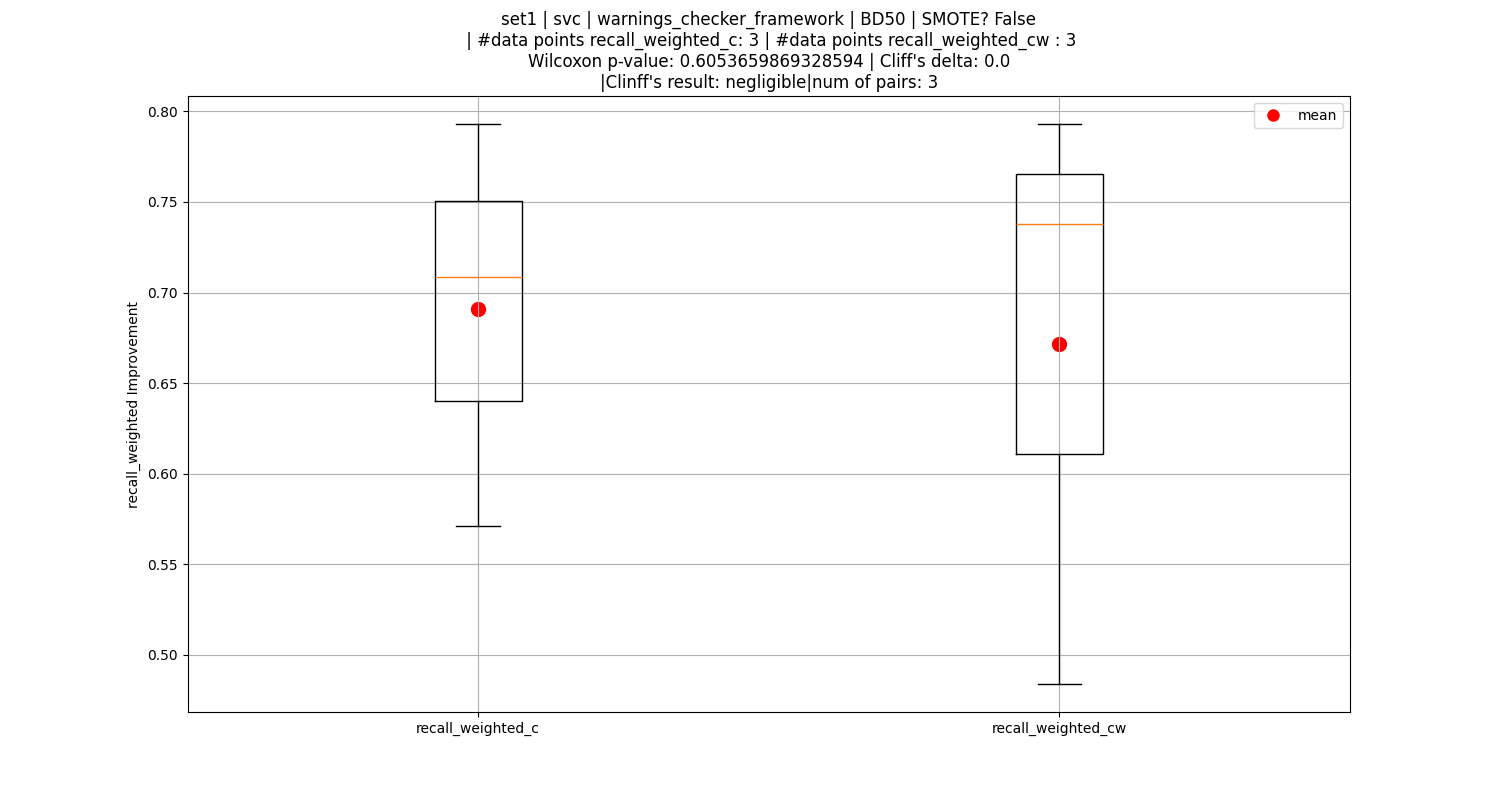 set1 | svc | warnings_checker_framework | BD50 | SMOTE? False
| #data points recall_weighted_c: 3 | #data points recall_weighted_cw : 3
Wilcoxon p-value: 0.6053659869328594 | Cliff's delta: 0.0
|Clinff's result: negligible|num of pairs: 3
mean
recall_weighted Improvement
0.80
0.75
0.70
0.65
0.60
0.55
0.50
recall_weighted_c
recall_weighted_cw